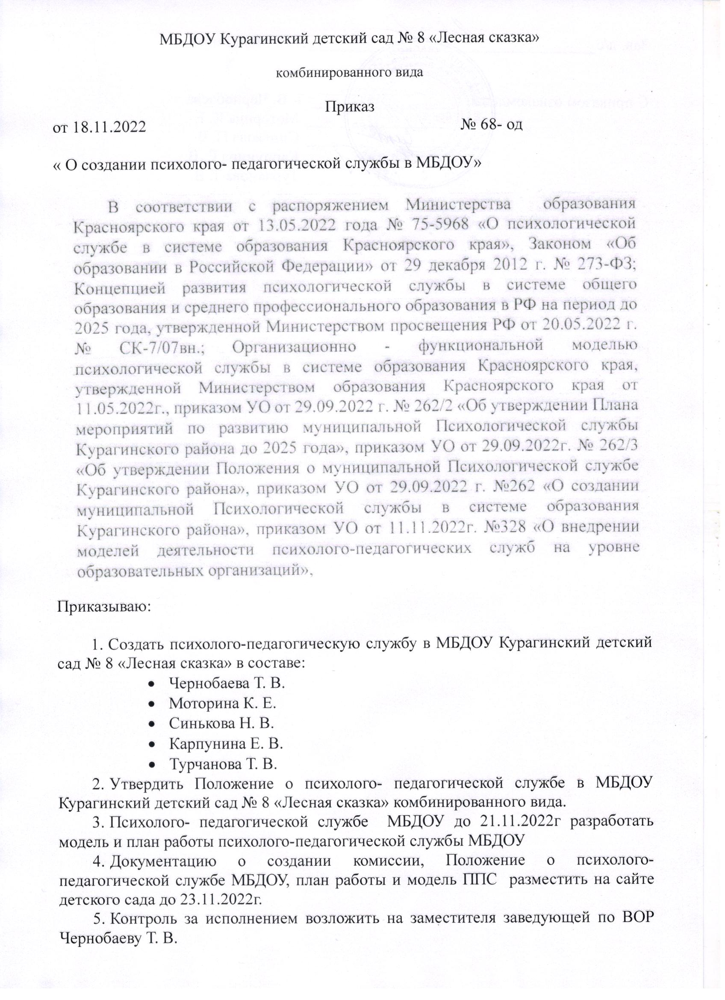 МБДОУ Курагинский детский сад № 8 «Лесная сказка»
комбинированного вида
Приказ
от 18.11.2022 № 68- од
« О создании психолого- педагогической службы в МБДОУ»
В соответствии с распоряжением Министерства образования
Красноярского края от 13.05.2022 года № 75-5968 «О психологической
службе в системе образования Красноярского края», Законом «Об
образовании в Российской Федерации» от 29 декабря 2012 г. № 273-ФЗ;
Концепцией развития психологической службы в системе общего
образования и среднего профессионального образования в РФ на период до
2025 года, утвержденной Министерством просвещения РФ от 20.05.2022 г.
№ СК-7/07вн.; Организационно - функциональной моделью
психологической службы в системе образования Красноярского края,
утвержденной Министерством образования Красноярского края от
11.05.2022г., приказом УО от 29.09.2022 г. № 262/2 «Об утверждении Плана
мероприятий по развитию муниципальной Психологической службы
Курагинского района до 2025 года», приказом УО от 29.09.2022г. № 262/3
«Об утверждении Положения о муниципальной Психологической службе
Курагинского района», приказом УО от 29.09.2022 г. №262 «О создании
муниципальной Психологической службы в системе образования
Курагинского района», приказом УО от 11.11.2022г. №328 «О внедрении
моделей деятельности психолого-педагогических служб на уровне
образовательных организаций»,
Приказываю:
1. Создать психолого-педагогическую службу в МБДОУ Курагинский детский
сад № 8 «Лесная сказка» в составе:
• Чернобаева Т. В.
• Моторина К. Е.
• Синькова Н. В.
• Карпунина Е. В.
• Турчанова Т. В.
2. Утвердить Положение о психолого- педагогической службе в МБДОУ
Курагинский детский сад № 8 «Лесная сказка» комбинированного вида.
3. Психолого- педагогической службе МБДОУ до 21.11.2022г разработать
модель и план работы психолого-педагогической службы МБДОУ
4. Документацию о создании комиссии, Положение о психолого-
педагогической службе МБДОУ, план работы и модель ППС разместить на сайте
детского сада до 23.11.2022г.
5. Контроль за исполнением возложить на заместителя заведующей по ВОР
Чернобаеву Т. В.